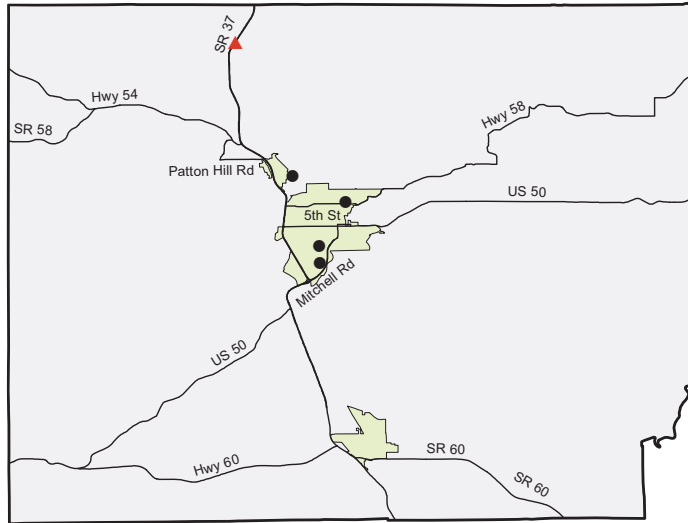 SR 37
Hwy 54
SR 58
Hwy 58
Patton Hill Rd
US 50
5th St
Mitchell Rd
US 50
SR 60
Hwy 60
SR 60